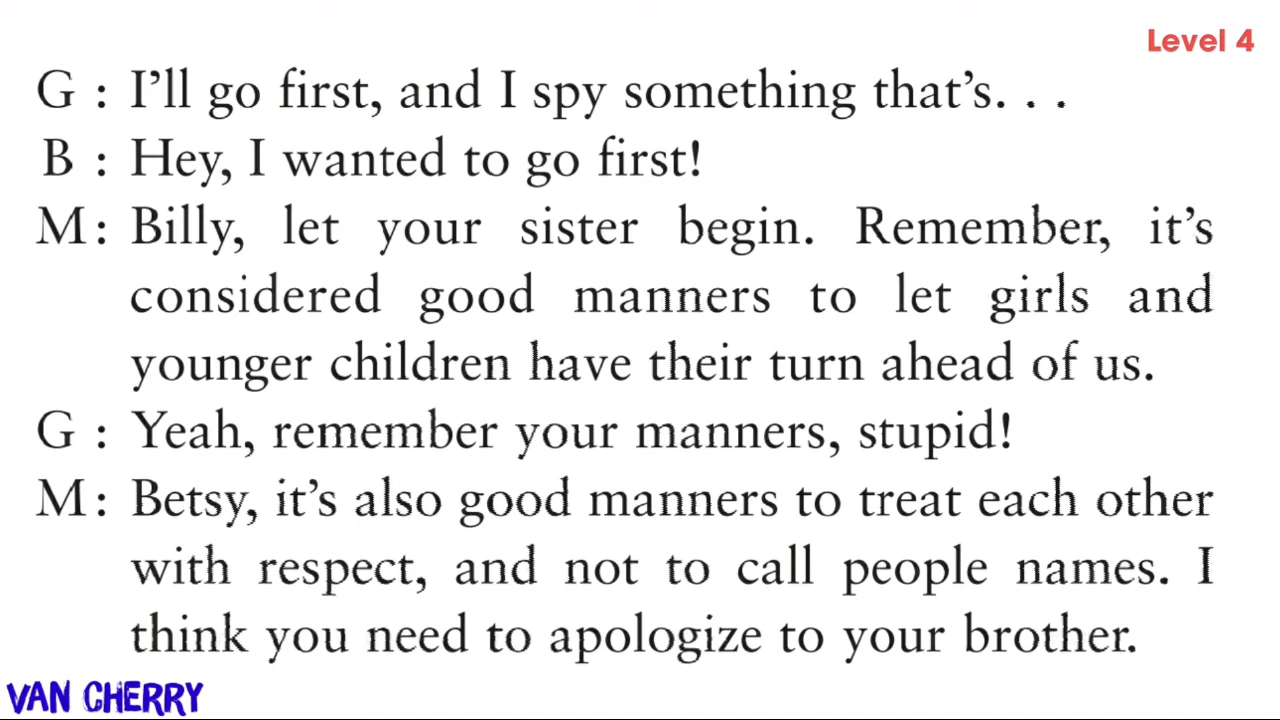 Level 4
G : I'll go first, and I spy something that's. . .
B : Hey, I wanted to go first!
M : Billy, let your sister begin. Remember, it's
considered good manners to let girls and
younger children have their turn ahead of us.
G : Yeah, remember your manners, stupid!
M : Betsy, it's also good manners to treat each other
with respect, and not to call people names. I
think you need to apologize to your brother.
VAN CHERRY